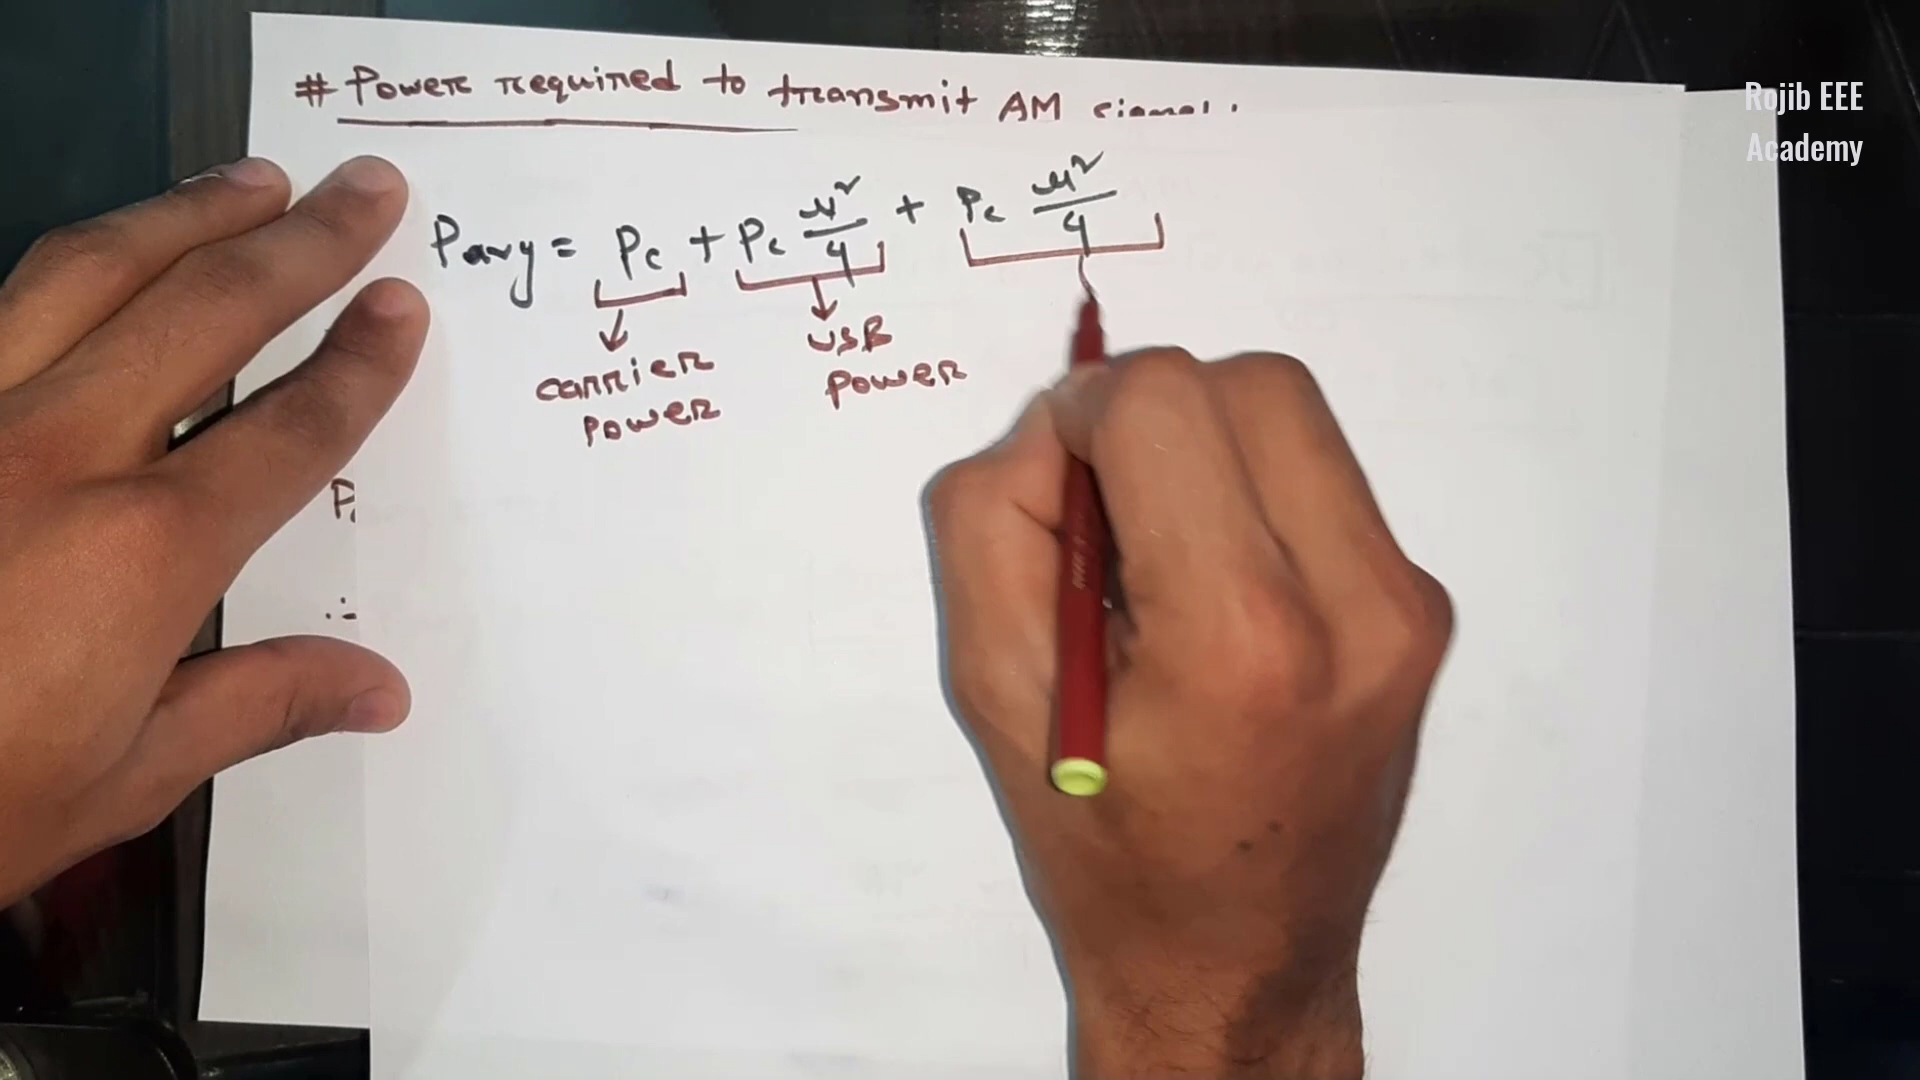 # Power required to transmit AM signal.
Pavg = Pc + Pc μ²/4 + Pc μ²/4
carrier power
USB power
P
∴
Rojib EEE
Academy